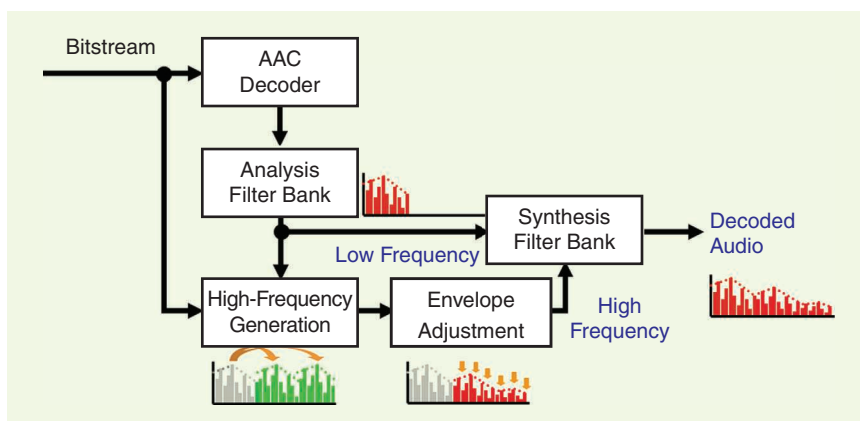 Bitstream
AAC
Decoder
Analysis
Filter Bank
Synthesis
Filter Bank
Decoded
Audio
Low Frequency
High-Frequency
Generation
Envelope
Adjustment
High
Frequency